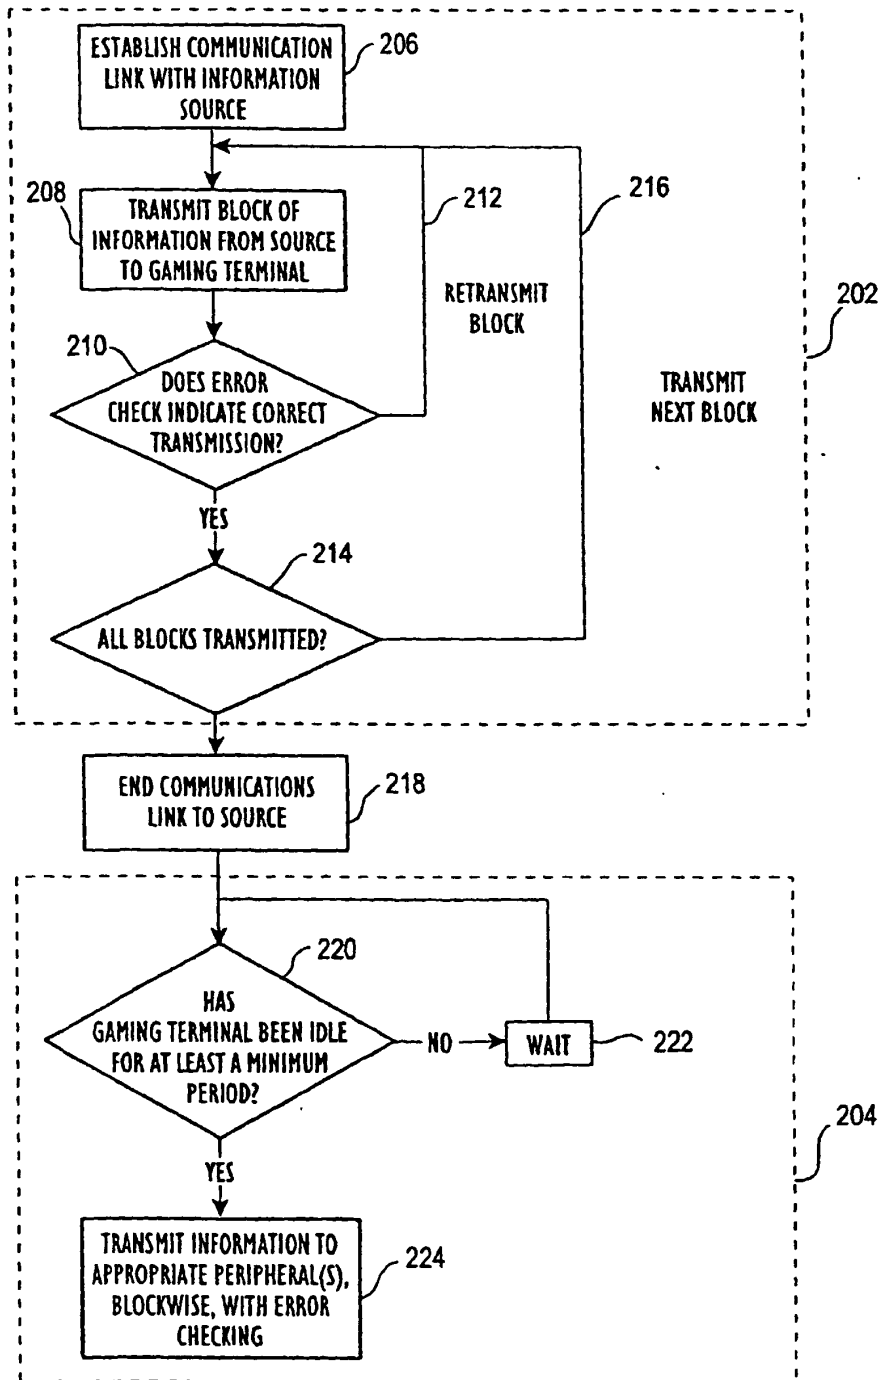 ESTABLISH COMMUNICATION
LINK WITH INFORMATION
SOURCE
206
208
TRANSMIT BLOCK OF
INFORMATION FROM SOURCE
TO GAMING TERMINAL
212
216
RETRANSMIT
BLOCK
202
210
DOES ERROR
CHECK INDICATE CORRECT
TRANSMISSION?
TRANSMIT
NEXT BLOCK
YES
214
ALL BLOCKS TRANSMITTED?
END COMMUNICATIONS
LINK TO SOURCE
218
220
HAS
GAMING TERMINAL BEEN IDLE
FOR AT LEAST A MINIMUM
PERIOD?
NO
WAIT
222
204
YES
TRANSMIT INFORMATION TO
APPROPRIATE PERIPHERAL(S),
BLOCKWISE, WITH ERROR
CHECKING
224